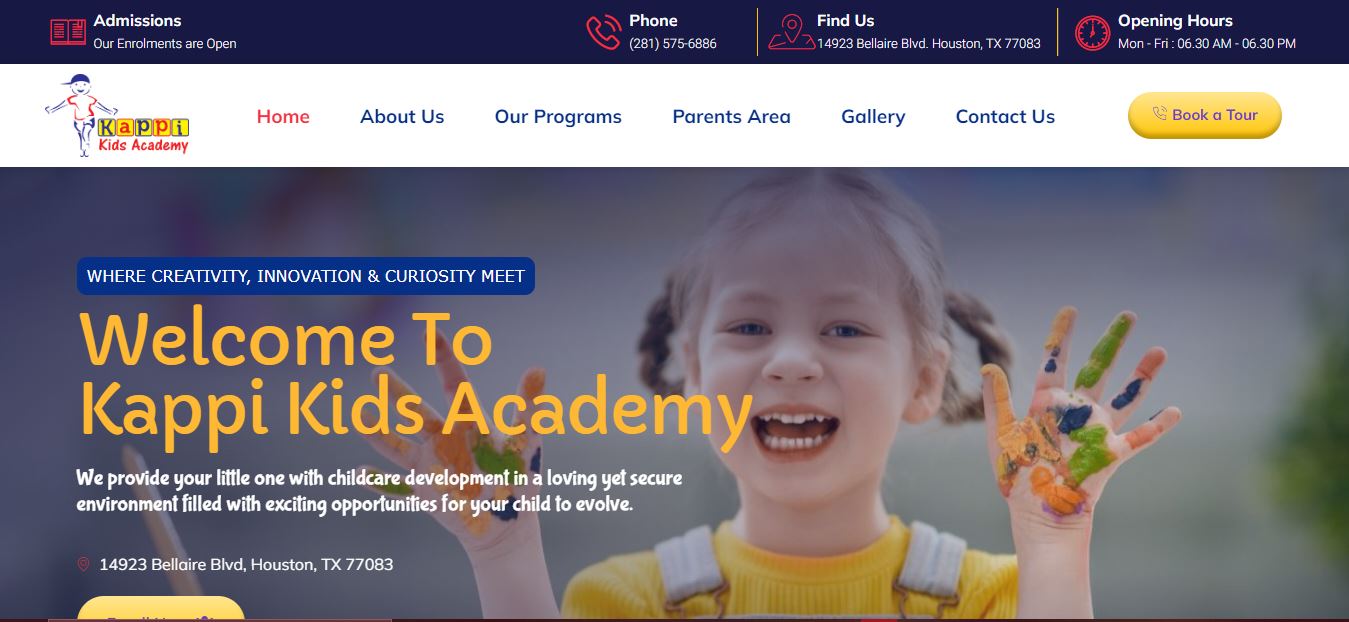 Admissions
Our Enrolments are Open
Phone
(281) 575-6886
Find Us
14923 Bellaire Blvd. Houston, TX 77083
Opening Hours
Mon - Fri : 06.30 AM - 06.30 PM
Kappi
Kids Academy
Home
About Us
Our Programs
Parents Area
Gallery
Contact Us
Book a Tour
WHERE CREATIVITY, INNOVATION & CURIOSITY MEET
Welcome To
Kappi Kids Academy
We provide your little one with childcare development in a loving yet secure
environment filled with exciting opportunities for your child to evolve.
14923 Bellaire Blvd, Houston, TX 77083